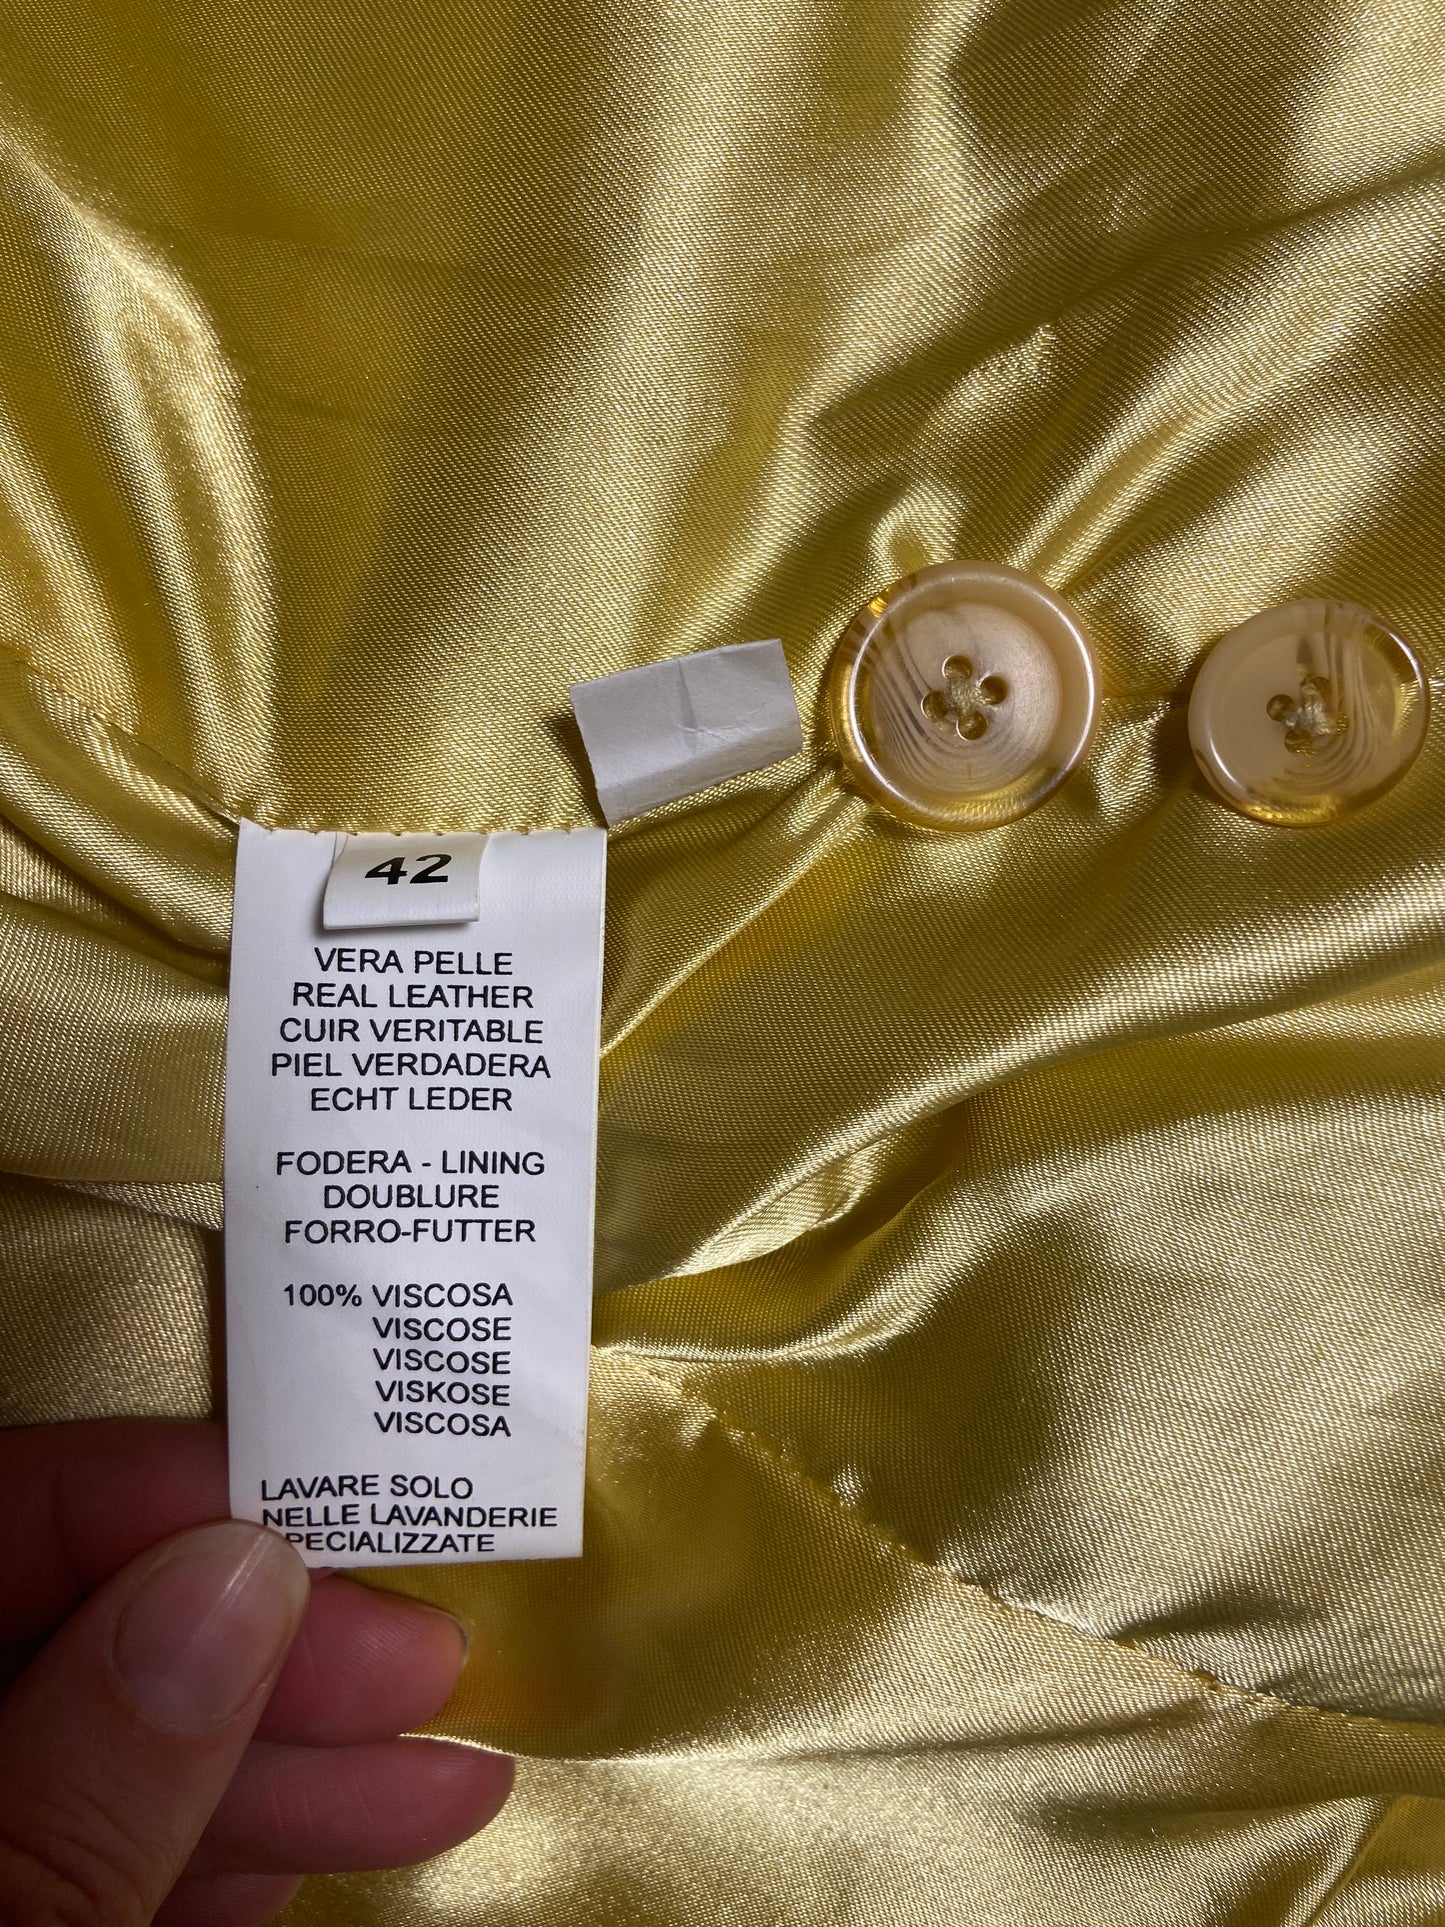 42
VERA PELLE
REAL LEATHER
CUIR VERITABLE
PIEL VERDADERA
ECHT LEDER
FODERA - LINING
DOUBLURE
FORRO-FUTTER
100% VISCOSA
VISCOSE
VISCOSE
VISKOSE
VISCOSA
LAVARE SOLO
NELLE LAVANDERIE
SPECIALIZZATE